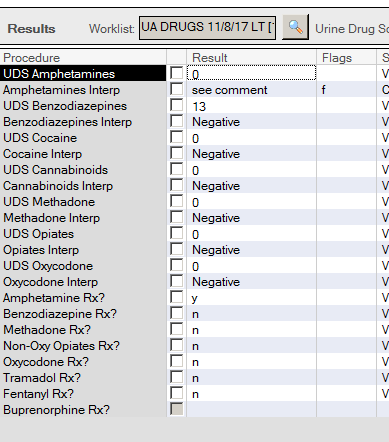 Results Worklist: UA DRUGS 11/8/17 LT [ Urine Drug Sc
Procedure Result Flags S
UDS Amphetamines 0 V
Amphetamines Interp see comment f C
UDS Benzodiazepines 13 V
Benzodiazepines Interp Negative V
UDS Cocaine 0 V
Cocaine Interp Negative V
UDS Cannabinoids 0 V
Cannabinoids Interp Negative V
UDS Methadone 0 V
Methadone Interp Negative V
UDS Opiates 0 V
Opiates Interp Negative V
UDS Oxycodone 0 V
Oxycodone Interp Negative V
Amphetamine Rx? y V
Benzodiazepine Rx? n V
Methadone Rx? n V
Non-Oxy Opiates Rx? n V
Oxycodone Rx? n V
Tramadol Rx? n V
Fentanyl Rx? n V
Buprenorphine Rx?